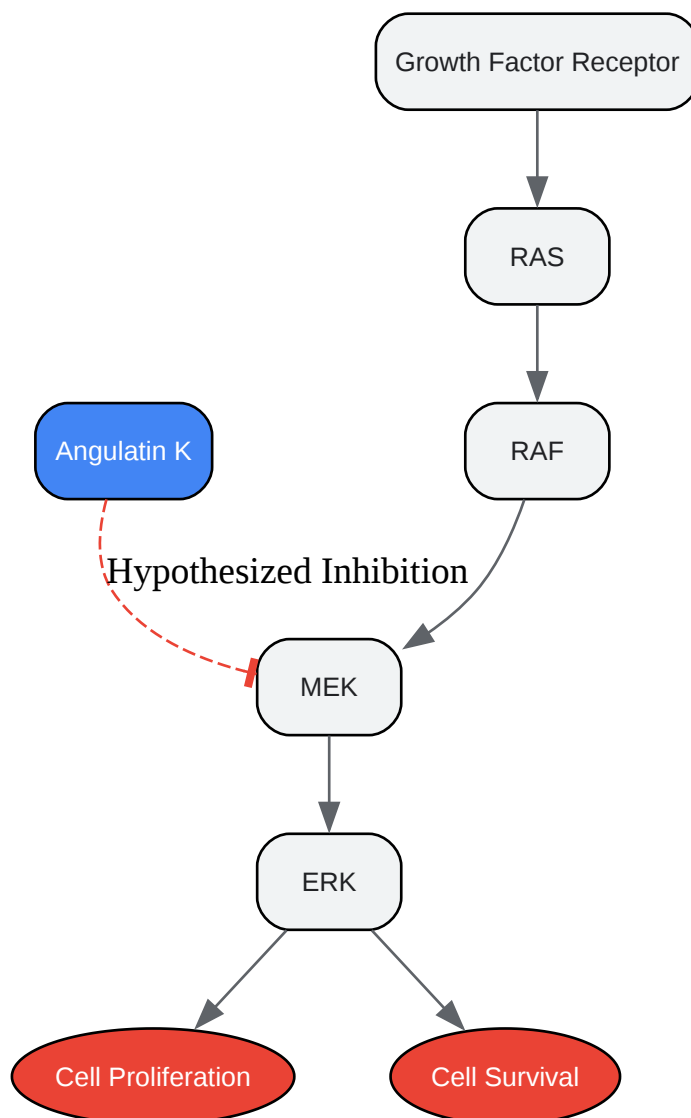 Growth Factor Receptor
RAS
Angulatin K
RAF
Hypothesized Inhibition
MEK
ERK
Cell Proliferation
Cell Survival